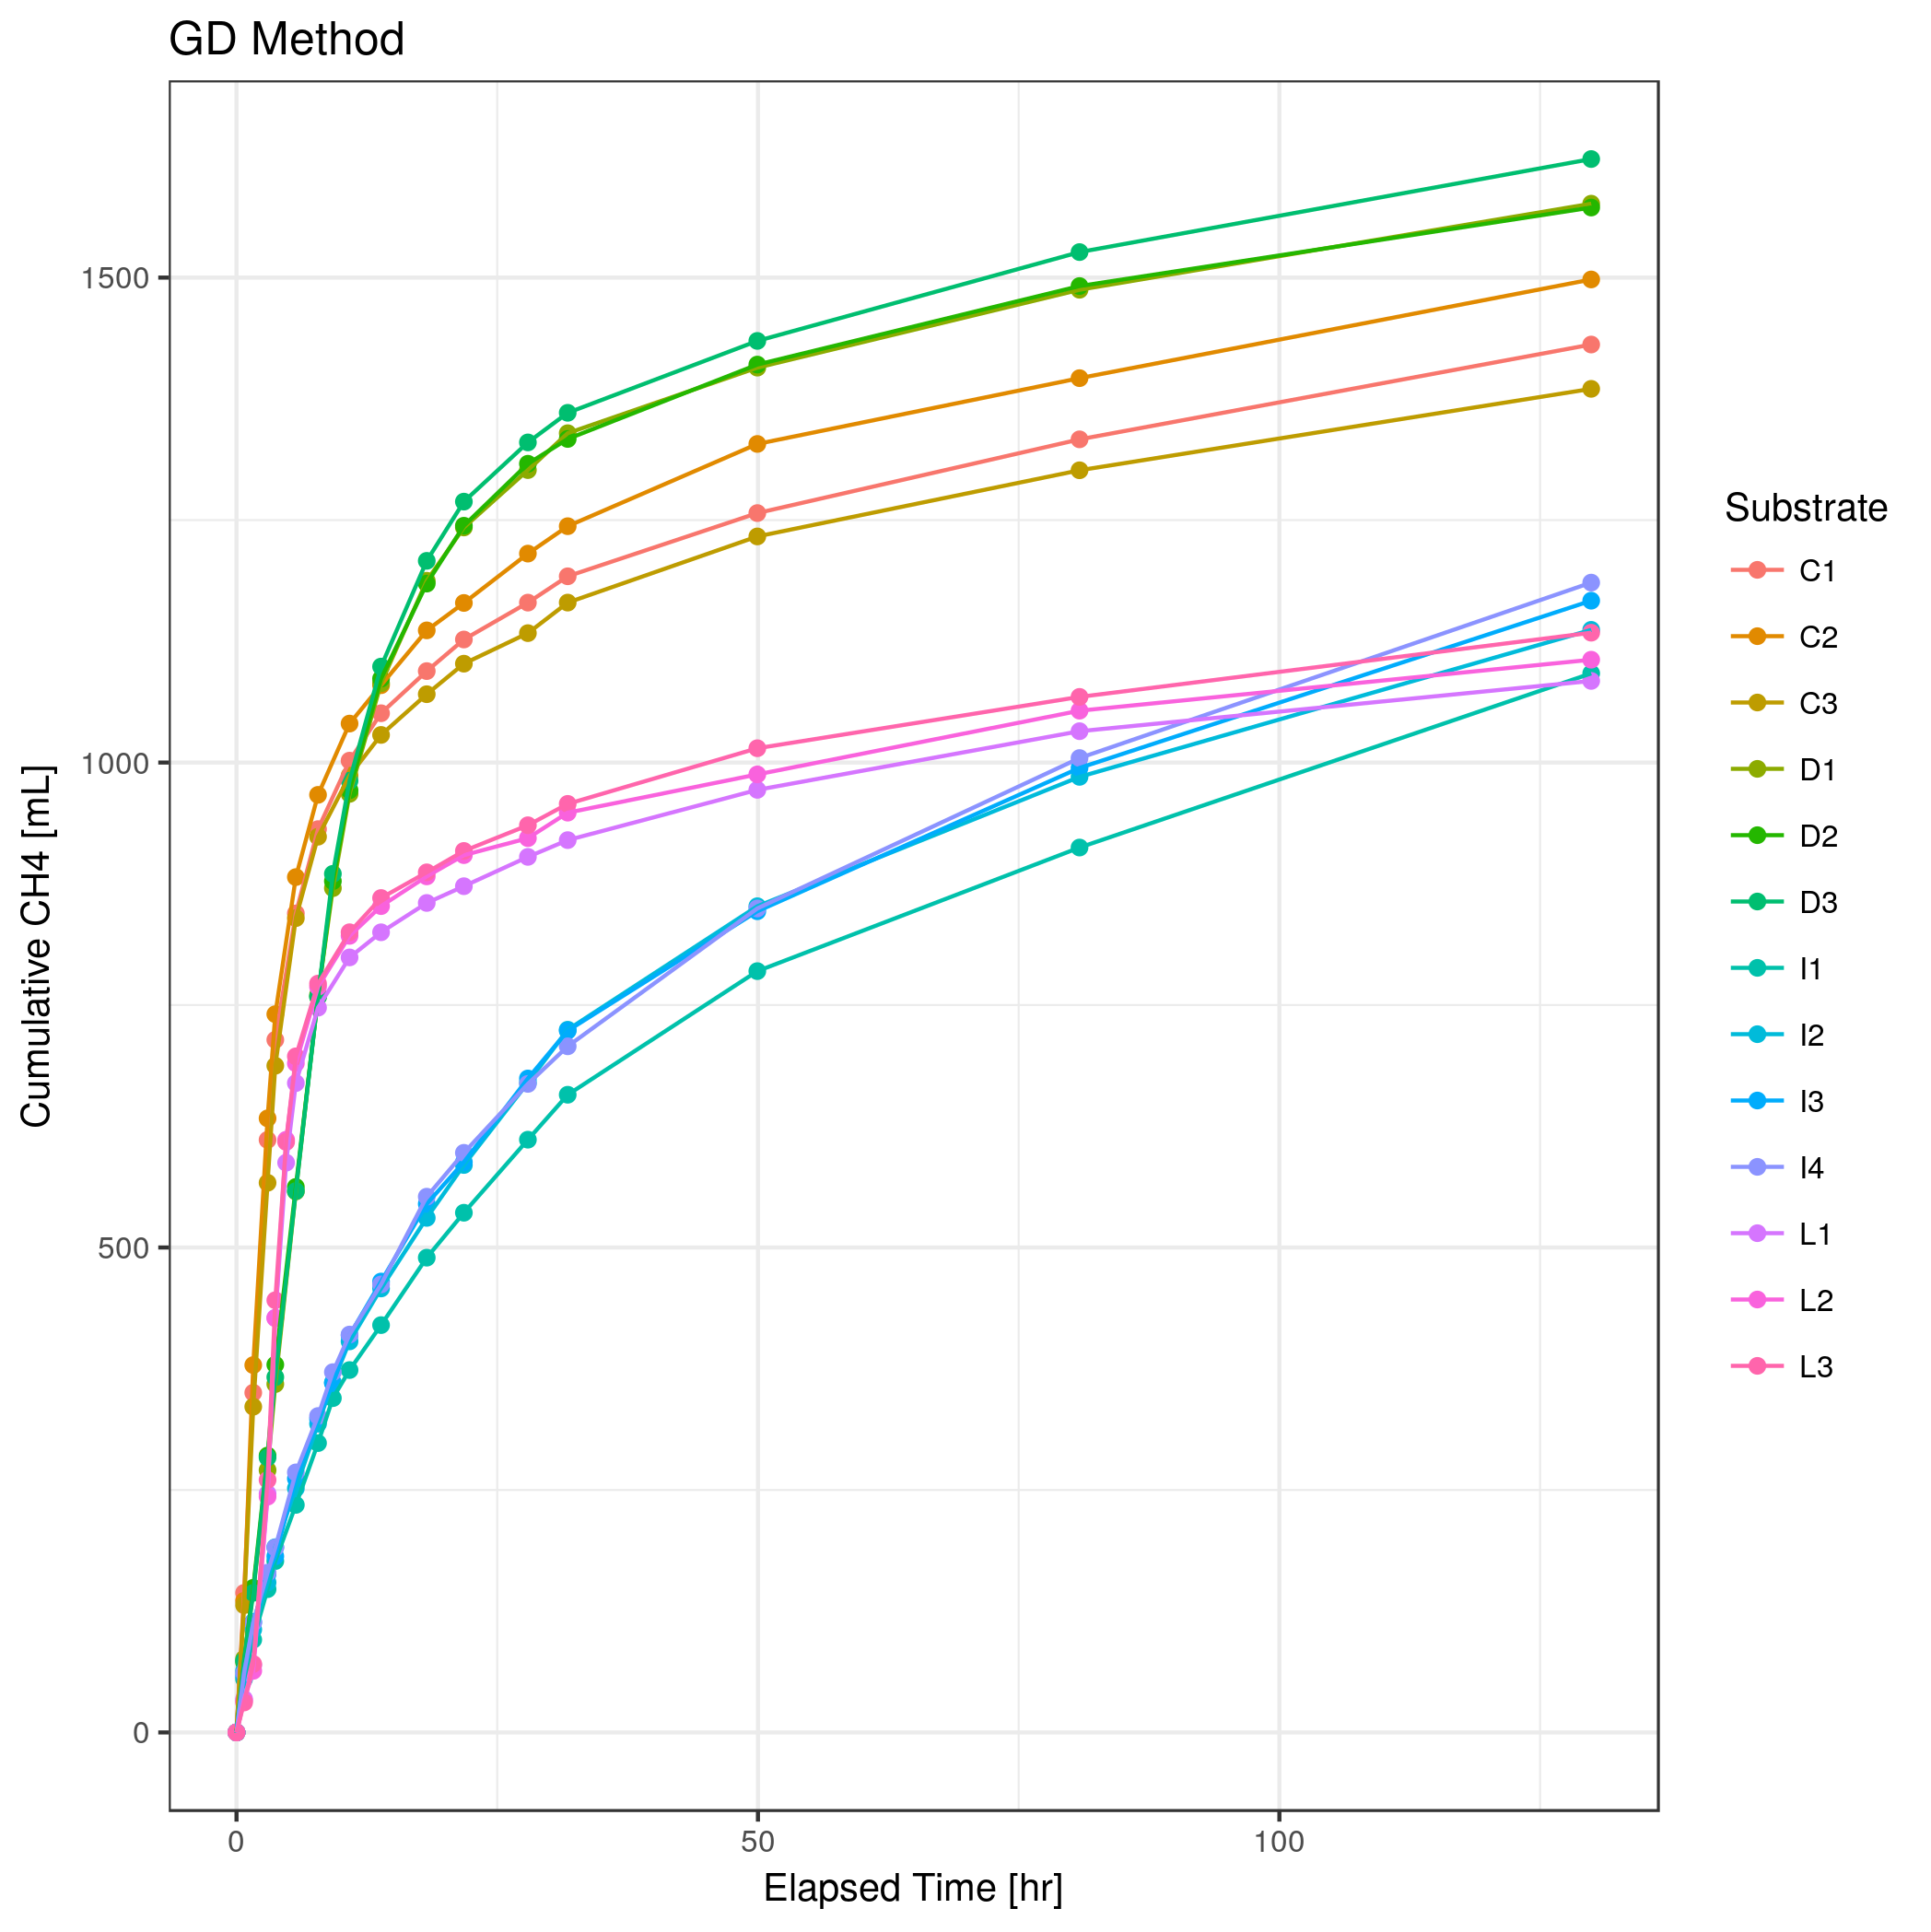 GD Method
Cumulative CH4 [mL]
1500
1000
500
0
0
50
100
Elapsed Time [hr]
Substrate
C1
C2
C3
D1
D2
D3
I1
I2
I3
I4
L1
L2
L3